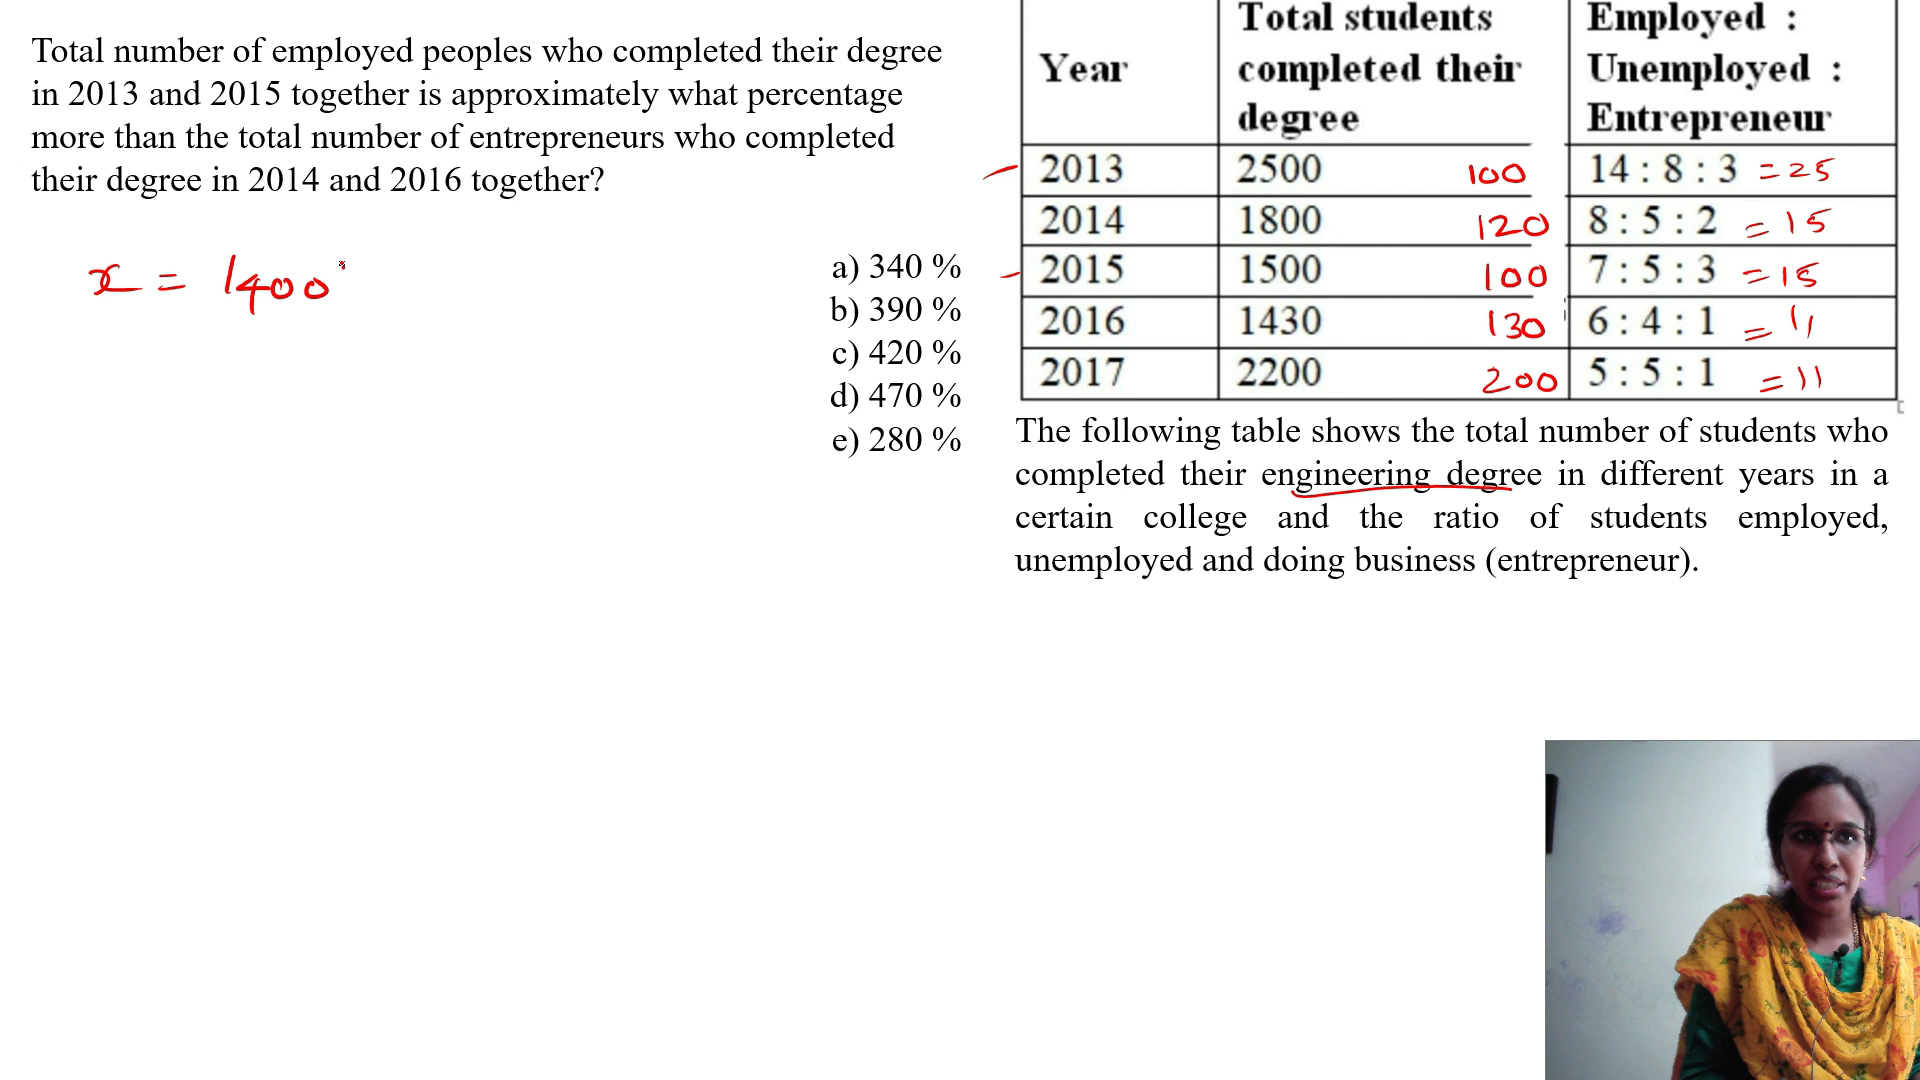 Total number of employed peoples who completed their degree
in 2013 and 2015 together is approximately what percentage
more than the total number of entrepreneurs who completed
their degree in 2014 and 2016 together?
x = 1400
a) 340 %
b) 390 %
c) 420 %
d) 470 %
e) 280 %
Year
Total students
completed their
degree
Employed :
Unemployed :
Entrepreneur
2013 2500 100 14 : 8 : 3 = 25
2014 1800 120 8 : 5 : 2 = 15
2015 1500 100 7 : 5 : 3 = 15
2016 1430 130 6 : 4 : 1 = 11
2017 2200 200 5 : 5 : 1 = 11
The following table shows the total number of students who
completed their engineering degree in different years in a
certain college and the ratio of students employed,
unemployed and doing business (entrepreneur).